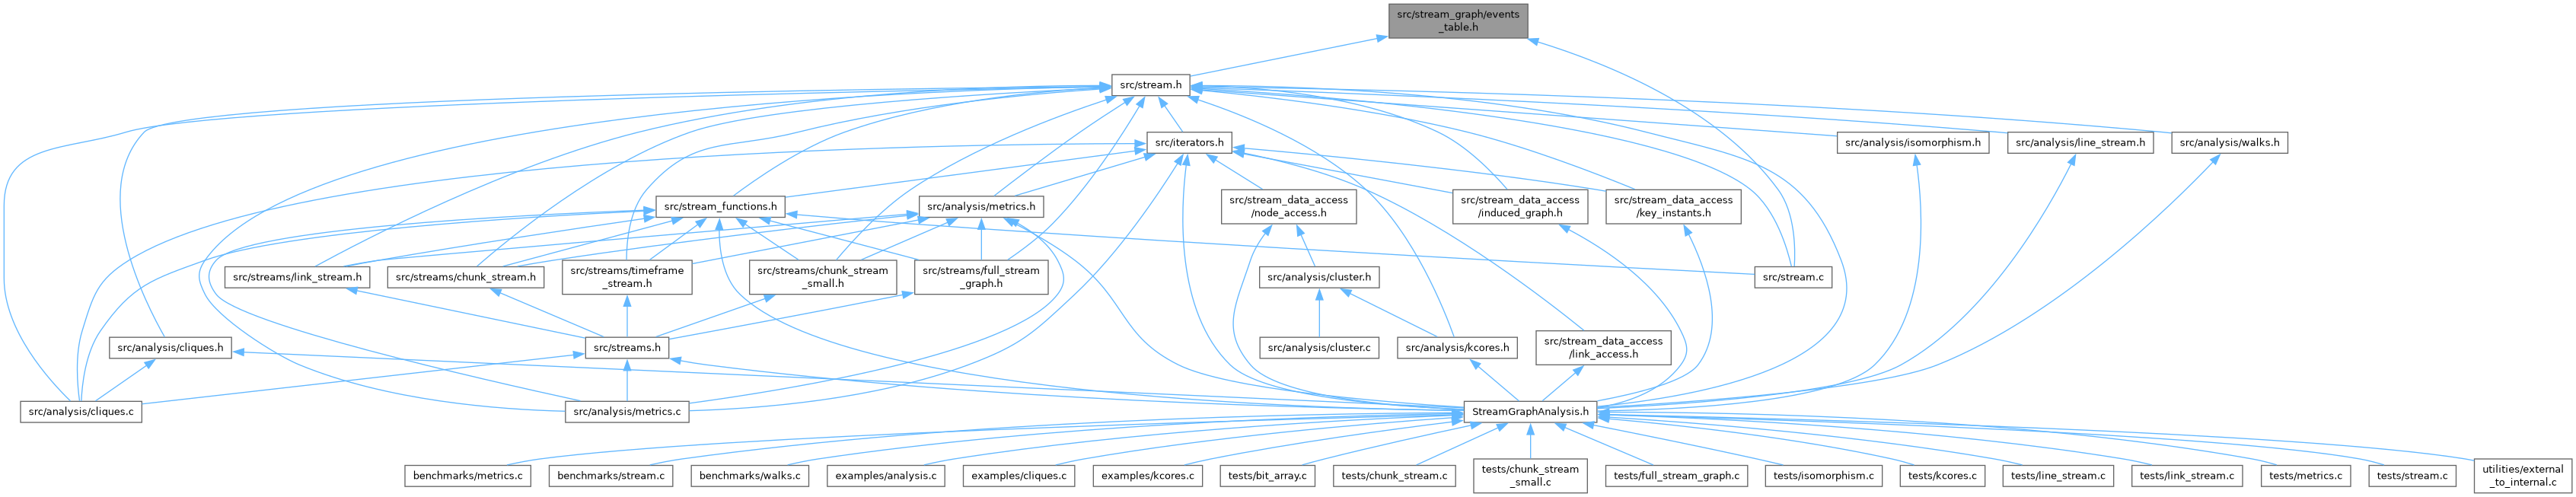 src/stream_graph/events
_table.h
src/stream.h
src/iterators.h
src/analysis/isomorphism.h
src/analysis/line_stream.h
src/analysis/walks.h
src/stream_functions.h
src/analysis/metrics.h
src/stream_data_access
/node_access.h
src/stream_data_access
/induced_graph.h
src/stream_data_access
/key_instants.h
src/streams/link_stream.h
src/streams/chunk_stream.h
src/streams/timeframe
_stream.h
src/streams/chunk_stream
_small.h
src/streams/full_stream
_graph.h
src/analysis/cluster.h
src/stream.c
src/analysis/cliques.h
src/streams.h
src/analysis/cluster.c
src/analysis/kcores.h
src/stream_data_access
/link_access.h
src/analysis/cliques.c
src/analysis/metrics.c
StreamGraphAnalysis.h
benchmarks/metrics.c
benchmarks/stream.c
benchmarks/walks.c
examples/analysis.c
examples/cliques.c
examples/kcores.c
tests/bit_array.c
tests/chunk_stream.c
tests/chunk_stream
_small.c
tests/full_stream_graph.c
tests/isomorphism.c
tests/kcores.c
tests/line_stream.c
tests/link_stream.c
tests/metrics.c
tests/stream.c
utilities/external
_to_internal.c